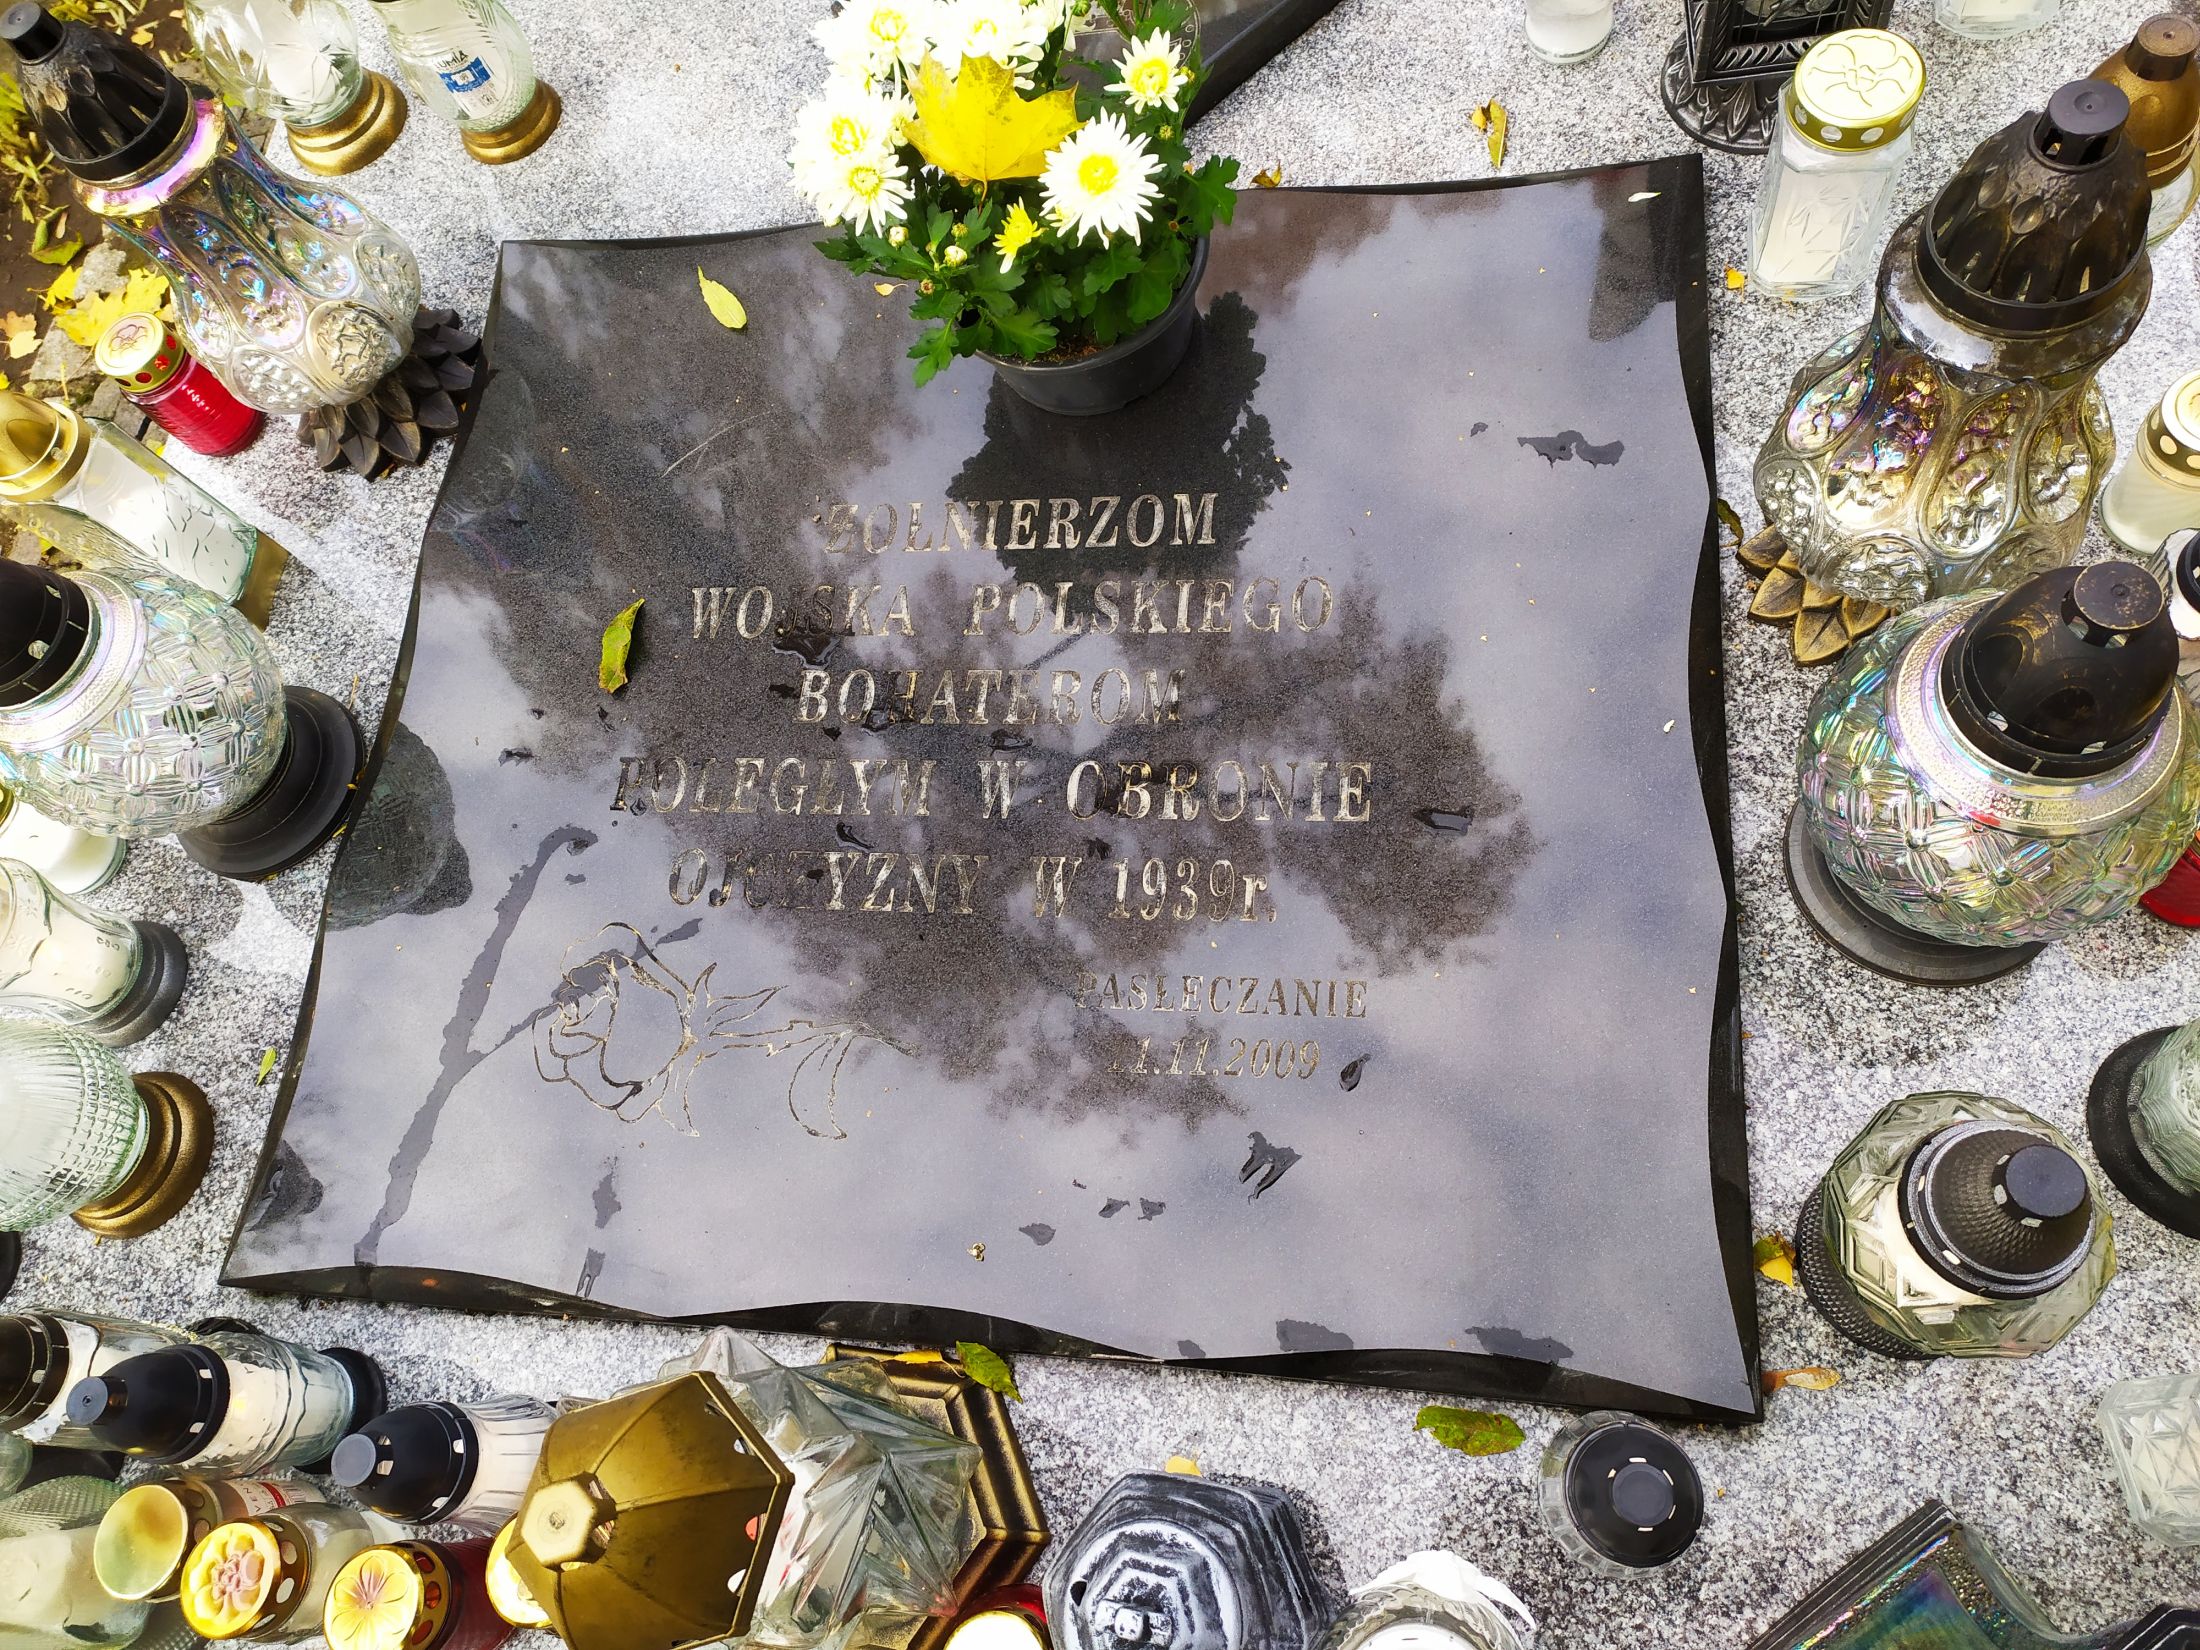 ŻOŁNIERZOM
WOJSKA POLSKIEGO
BOHATEROM
POLEGŁYM W OBRONIE
OJCZYZNY W 1939r.
PASŁĘCZANIE
11.11.2009